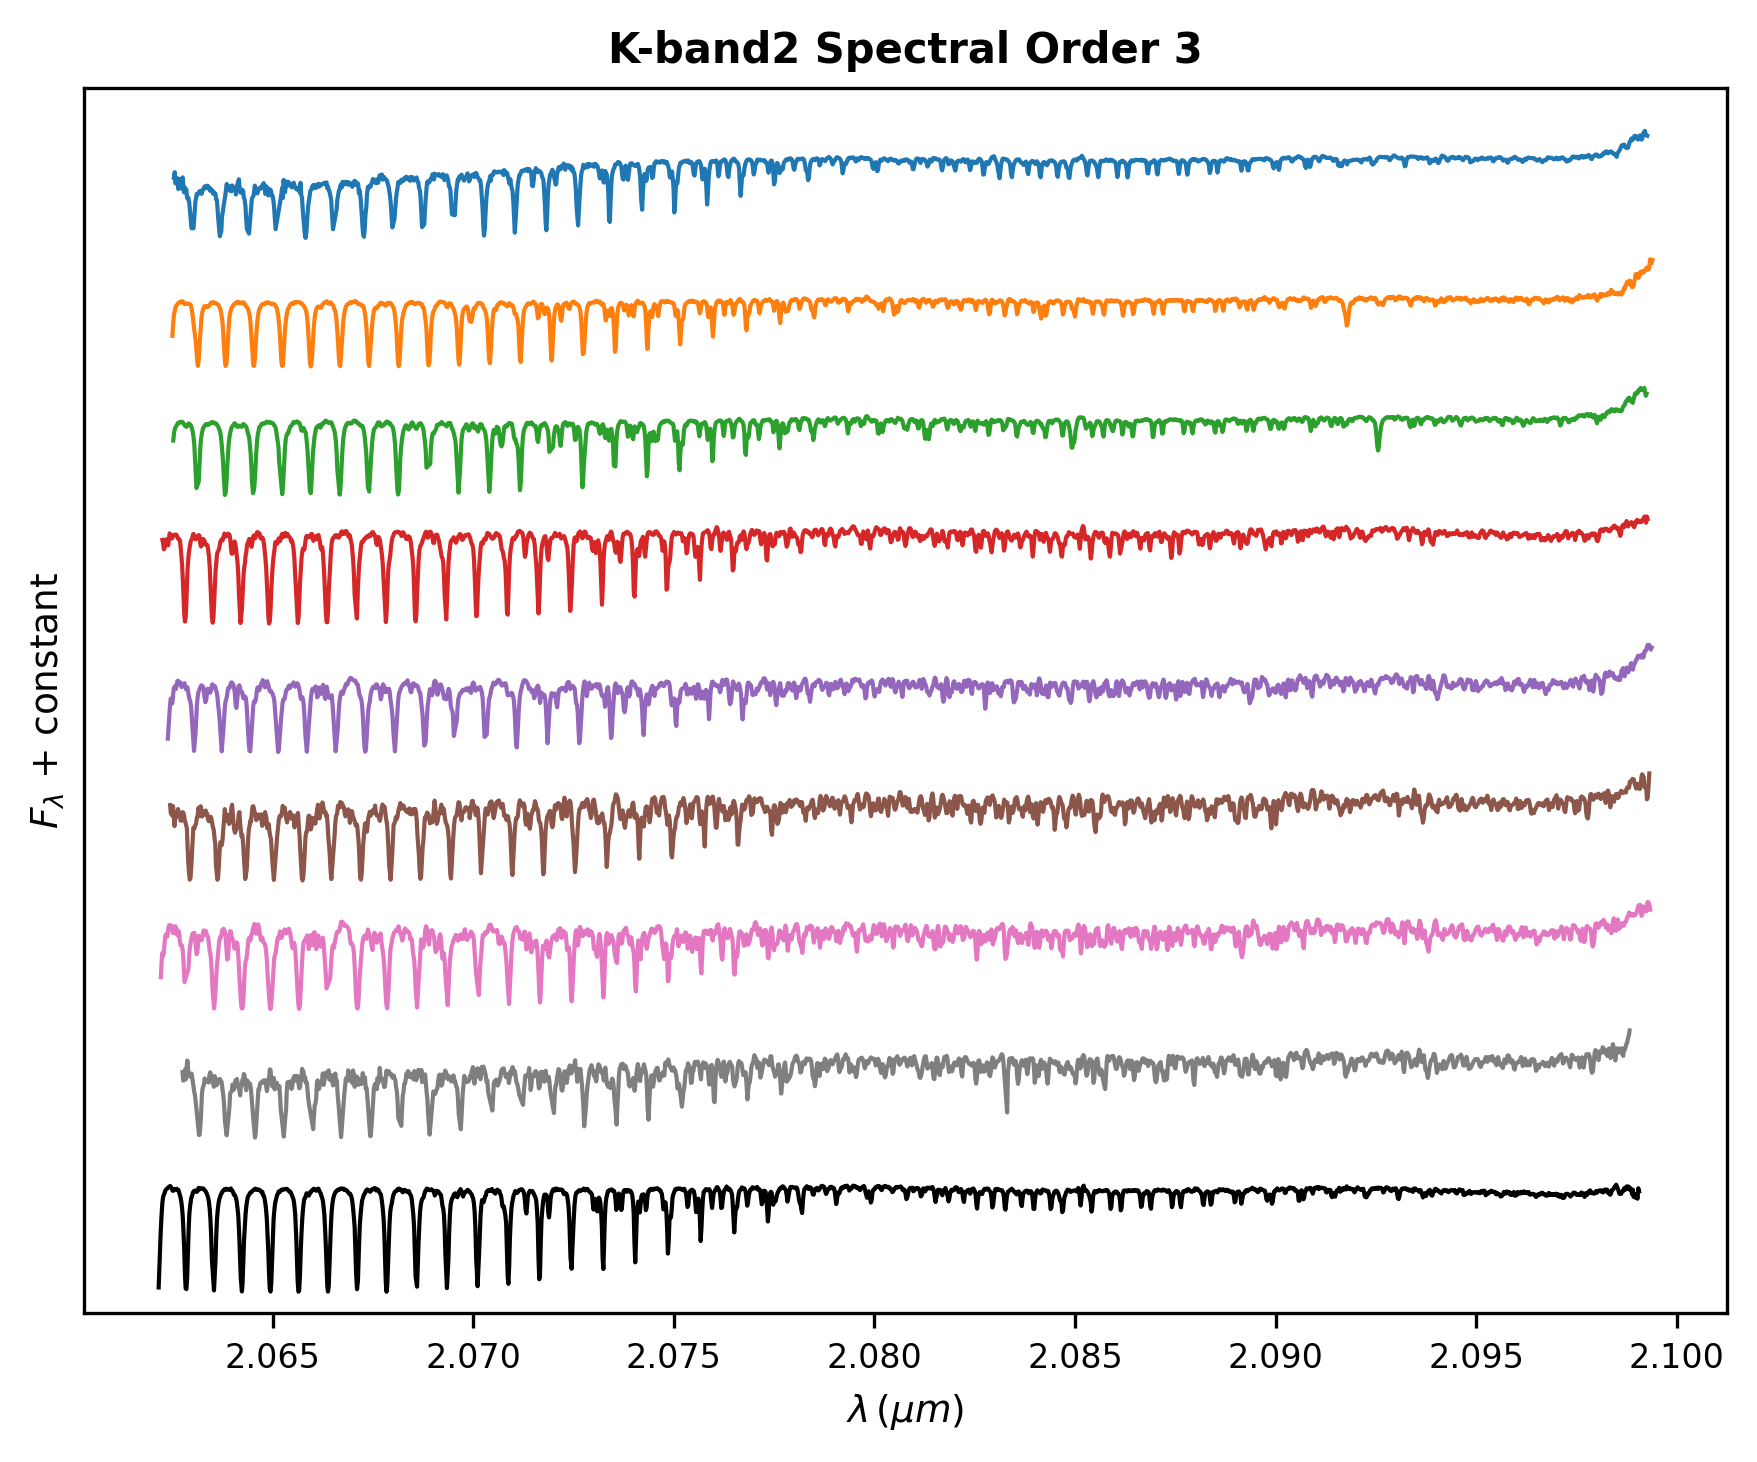 K-band2 Spectral Order 3
F_λ + constant
2.065 2.070 2.075 2.080 2.085 2.090 2.095 2.100
λ (μm)